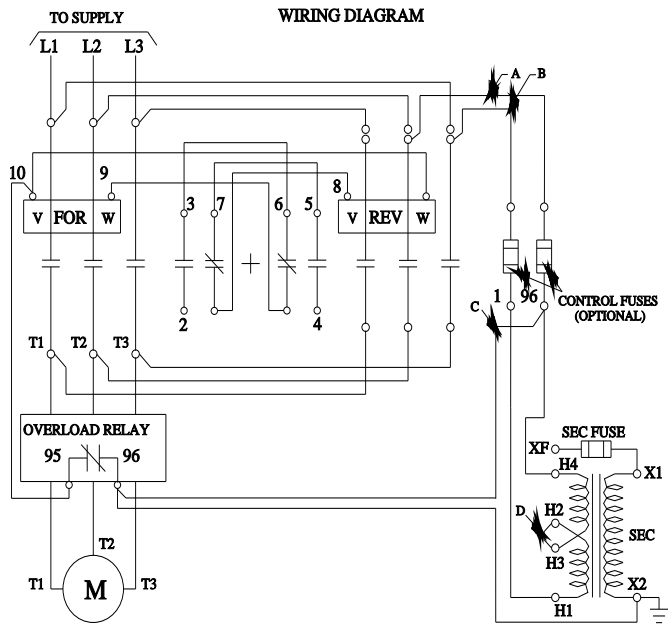 WIRING DIAGRAM
TO SUPPLY
L1 L2 L3
A B
10 9 8
3 7 6 5
V FOR W
V REV W
2 4
1 96
CONTROL FUSES
(OPTIONAL)
C
T1 T2 T3
OVERLOAD RELAY
95 96
XF SEC FUSE
H4 X1
D H2
SEC
H3
T2
T1 M T3
X2
H1